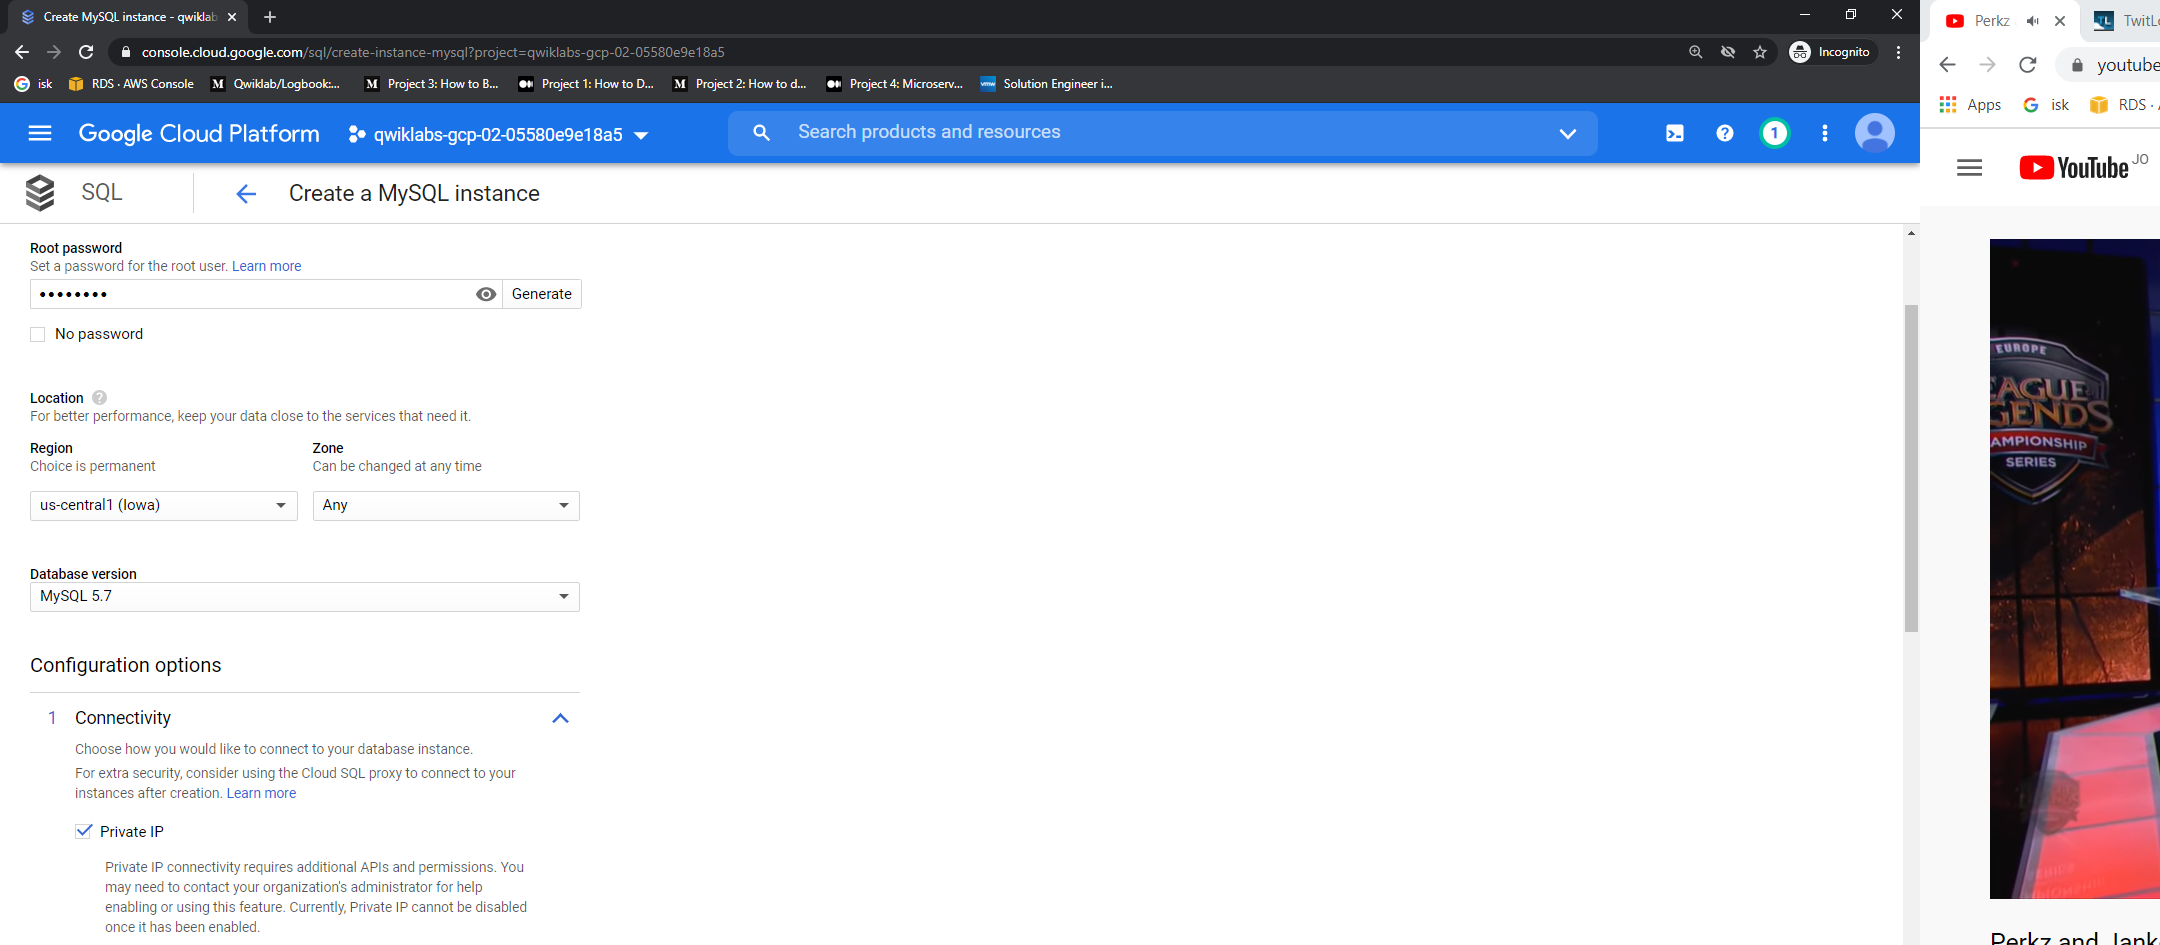 Create MySQL instance - qwiklab
console.cloud.google.com/sql/create-instance-mysql?project=qwiklabs-gcp-02-05580e9e18a5
Incognito
isk
RDS · AWS Console
Qwiklab/Logbook:...
Project 3: How to B...
Project 1: How to D...
Project 2: How to d...
Project 4: Microserv...
Solution Engineer i...
Google Cloud Platform
qwiklabs-gcp-02-05580e9e18a5
Search products and resources
1
SQL
Create a MySQL instance
Root password
Set a password for the root user. Learn more
••••••••
Generate
No password
Location
For better performance, keep your data close to the services that need it.
Region
Zone
Choice is permanent
Can be changed at any time
us-central1 (Iowa)
Any
Database version
MySQL 5.7
Configuration options
1 Connectivity
Choose how you would like to connect to your database instance.
For extra security, consider using the Cloud SQL proxy to connect to your
instances after creation. Learn more
Private IP
Private IP connectivity requires additional APIs and permissions. You
may need to contact your organization's administrator for help
enabling or using this feature. Currently, Private IP cannot be disabled
once it has been enabled.
Perkz
TL
TwitLo
youtube
Apps
isk
RDS ·
YouTube JO
EUROPE
EAGUE
GENDS
AMPIONSHIP
SERIES
Perkz and Jank